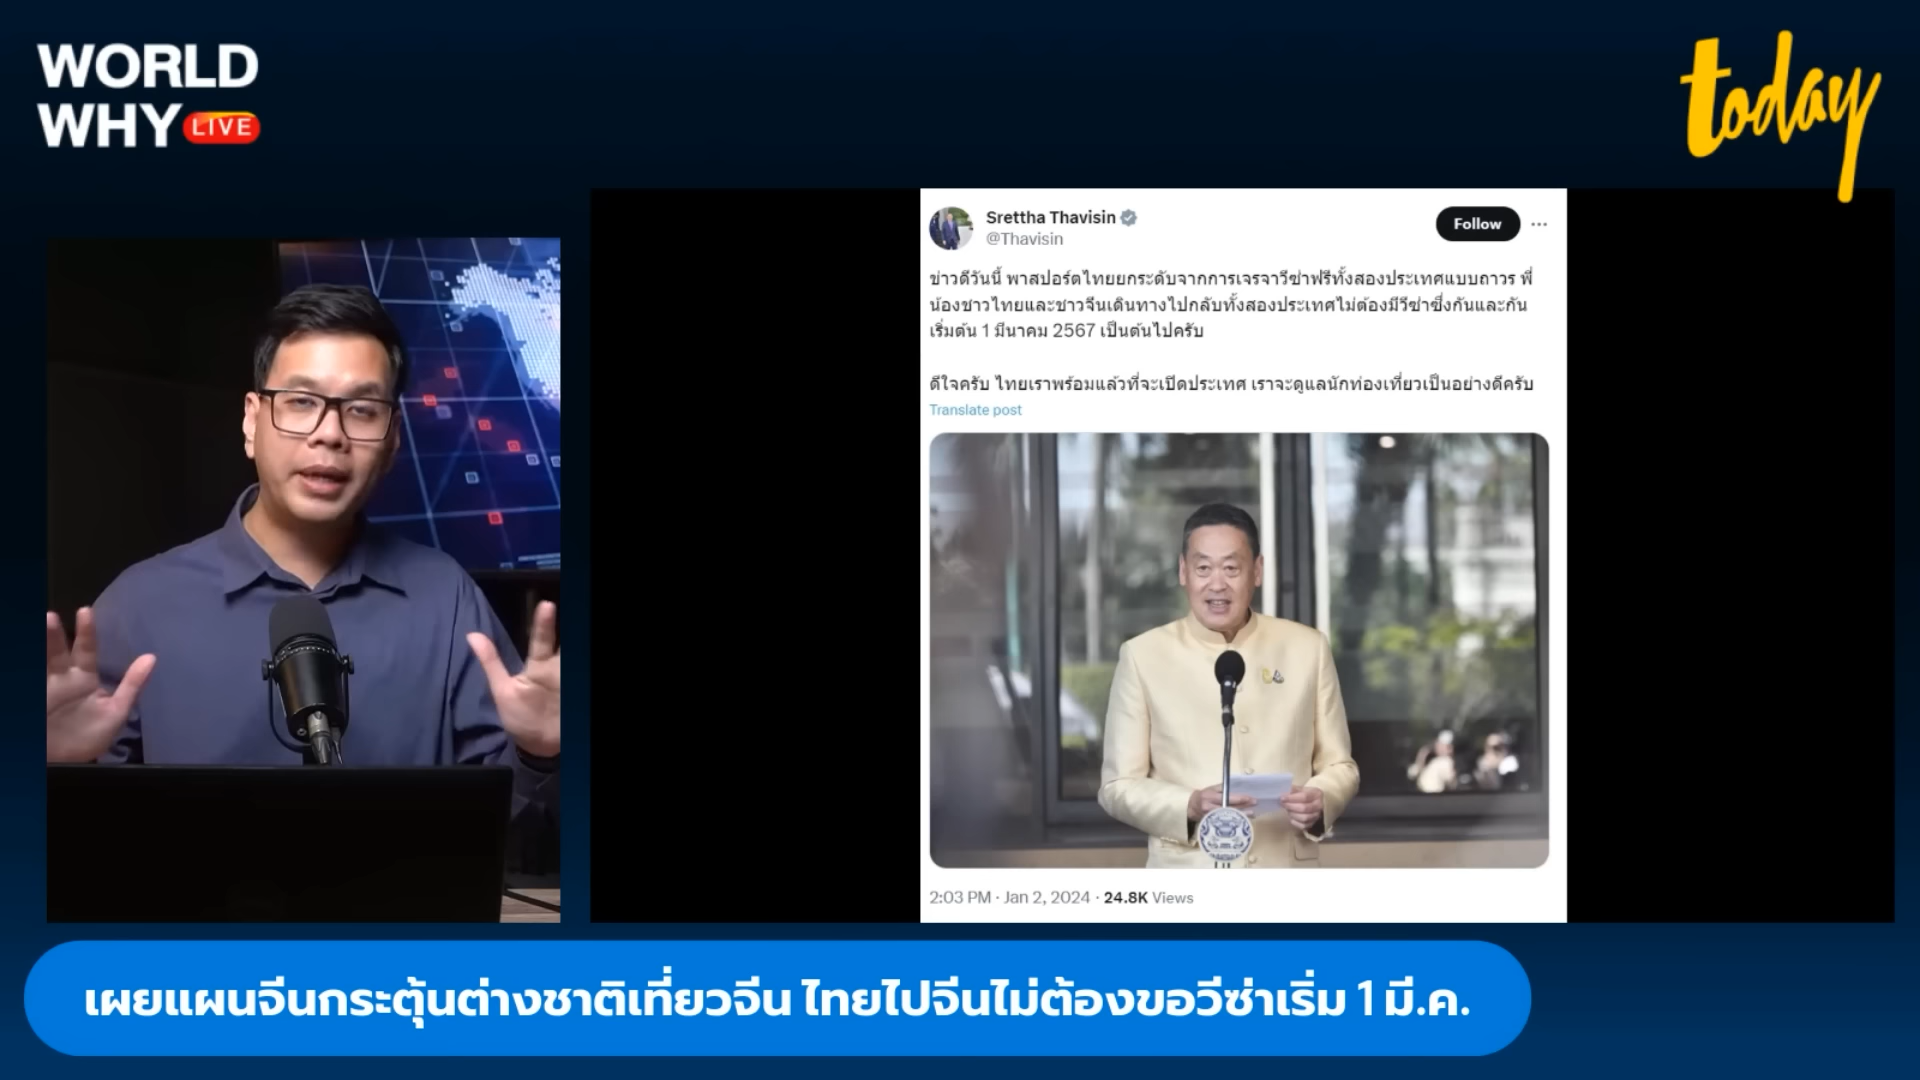 WORLD
WHY LIVE
today
Srettha Thavisin
@Thavisin
Follow
ข่าวดีวันนี้ พาสปอร์ตไทยยกระดับจากการเจรจาวีซ่าฟรีทั้งสองประเทศแบบถาวร พี่
น้องชาวไทยและชาวจีนเดินทางไปกลับทั้งสองประเทศไม่ต้องมีวีซ่าซึ่งกันและกัน
เริ่มต้น 1 มีนาคม 2567 เป็นต้นไปครับ
ดีใจครับ ไทยเราพร้อมแล้วที่จะเปิดประเทศ เราจะดูแลนักท่องเที่ยวเป็นอย่างดีครับ
Translate post
2:03 PM · Jan 2, 2024 · 24.8K Views
เผยแผนจีนกระตุ้นต่างชาติเที่ยวจีน ไทยไปจีนไม่ต้องขอวีซ่าเริ่ม 1 มี.ค.